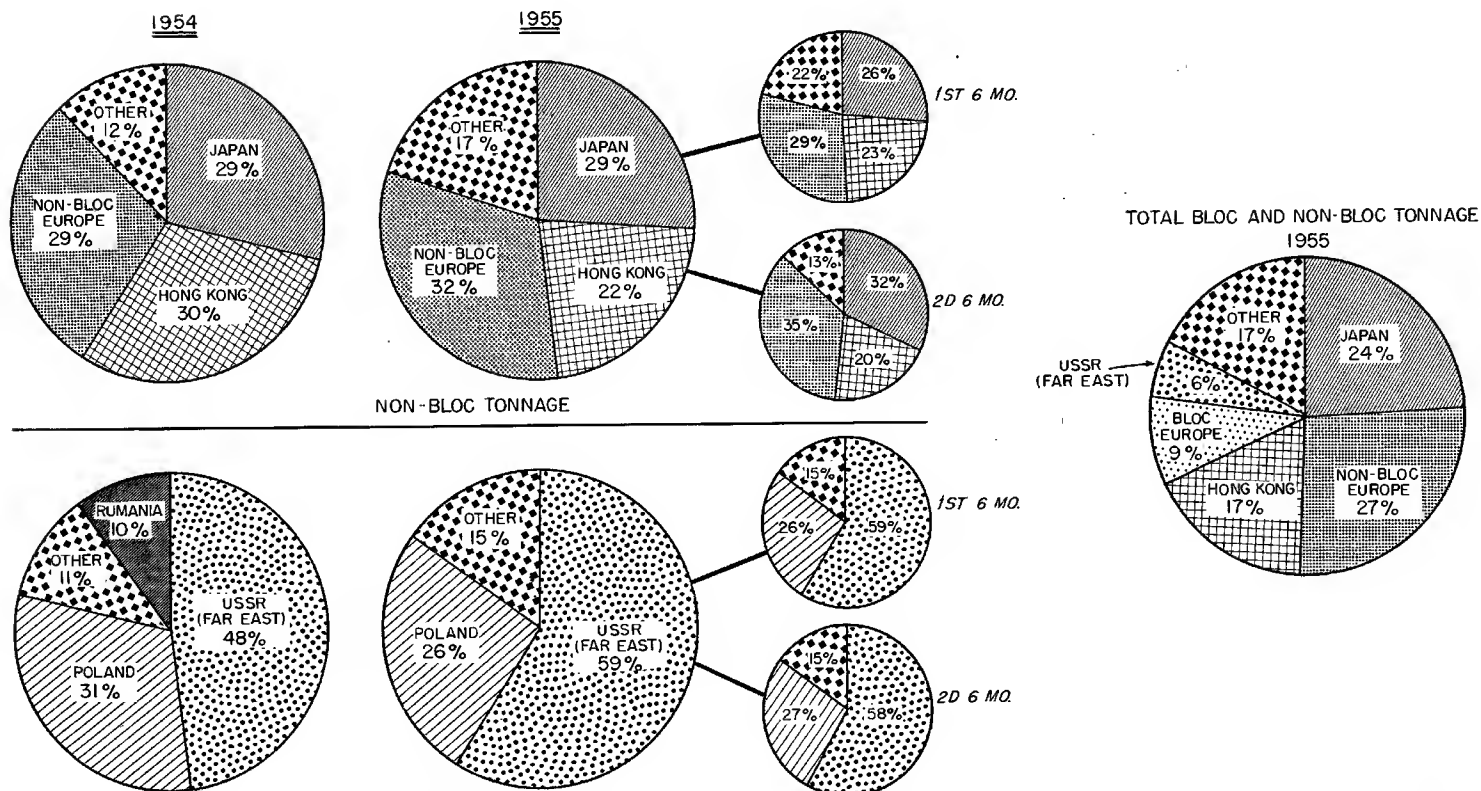 1954
OTHER
12%
JAPAN
29%
NON-BLOC
EUROPE
29%
HONG KONG
30%
1955
OTHER
17%
JAPAN
29%
NON-BLOC
EUROPE
32%
HONG KONG
22%
22%
26%
29%
23%
1ST 6 MO.
13%
32%
35%
20%
2D 6 MO.
NON-BLOC TONNAGE
RUMANIA
10%
OTHER
11%
USSR
(FAR EAST)
48%
POLAND
31%
OTHER
15%
POLAND
26%
USSR
(FAR EAST)
59%
15%
26%
59%
1ST 6 MO.
15%
27%
58%
2D 6 MO.
TOTAL BLOC AND NON-BLOC TONNAGE
1955
OTHER
17%
JAPAN
24%
USSR
(FAR EAST)
6%
BLOC
EUROPE
9%
HONG KONG
17%
NON-BLOC
EUROPE
27%